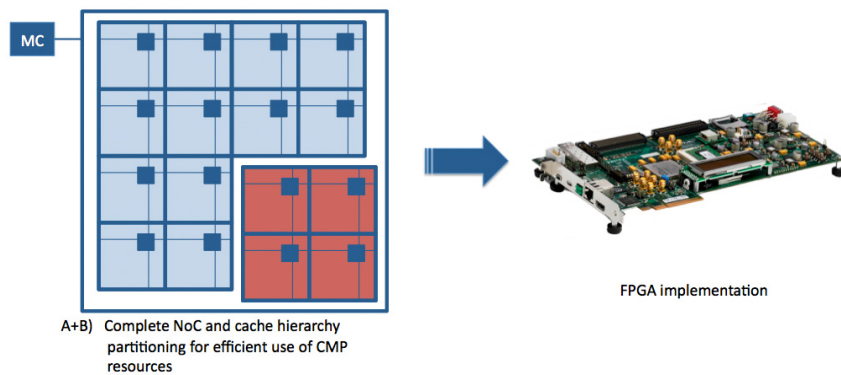 MC
FPGA implementation
A+B) Complete NoC and cache hierarchy
partitioning for efficient use of CMP
resources